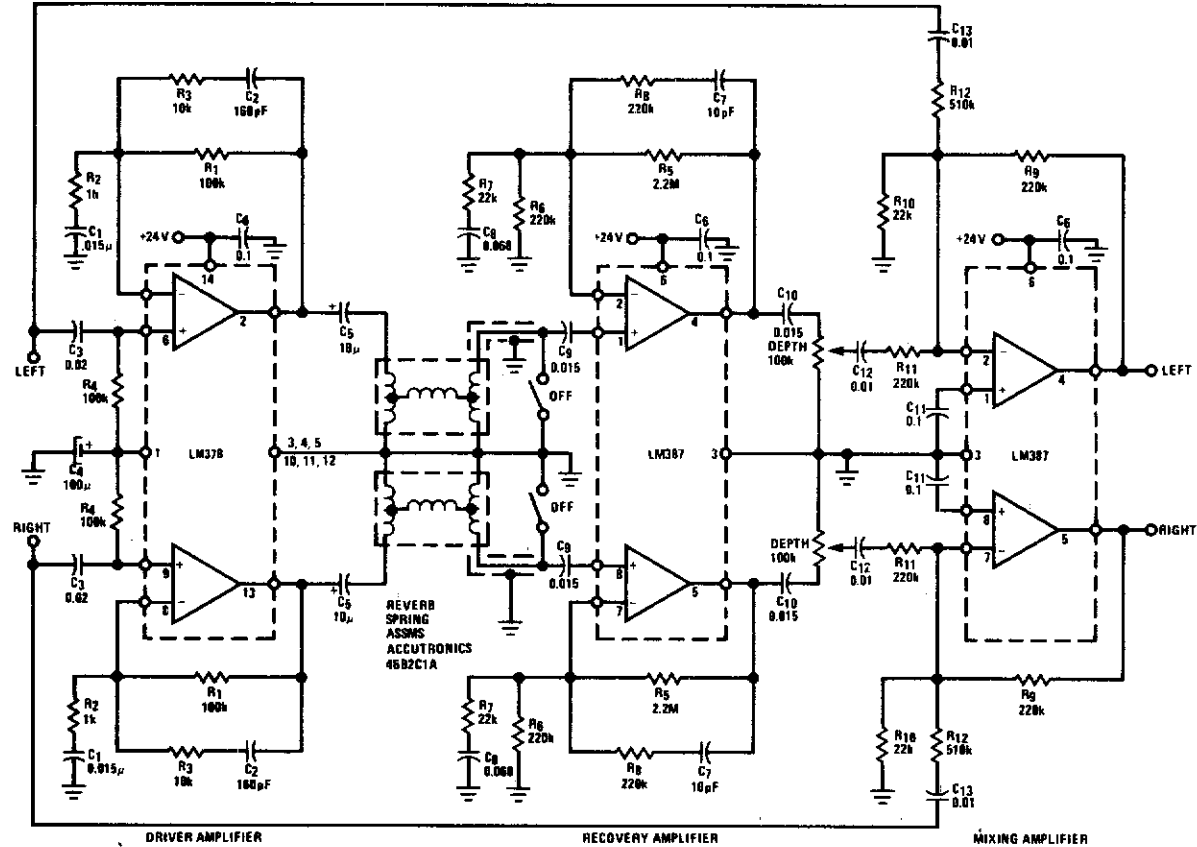 C13
0.01
R3
10k
C2
160pF
R8
220k
C7
10pF
R12
510k
R1
100k
R5
2.2M
R9
220k
R2
1k
R7
22k
R6
220k
R10
22k
C1
.015μ
+24V
C4
0.1
C8
0.068
+24V
C6
0.1
+24V
C6
0.1
14
6
6
−
+
2
6
C3
0.02
LEFT
+
C5
10μ
C9
0.015
−
+
2
1
4
C10
0.015
DEPTH
100k
C12
0.01
R11
220k
−
+
2
1
4
LEFT
OFF
R4
100k
C11
0.1
+
C4
100μ
1
LM378
3, 4, 5
10, 11, 12
LM387
3
3
LM387
C11
0.1
R4
100k
OFF
RIGHT
C3
0.02
+
−
9
8
13
+
C5
10μ
C9
0.015
+
−
8
7
5
DEPTH
100k
C10
0.015
C12
0.01
R11
220k
+
−
8
7
5
RIGHT
REVERB
SPRING
ASSMS
ACCUTRONICS
R2
1k
R1
100k
R7
22k
R6
220k
R5
2.2M
R9
220k
C1
0.015μ
R3
10k
C2
160pF
C8
0.068
R8
220k
C7
10pF
R10
22k
R12
510k
C13
0.01
DRIVER AMPLIFIER
RECOVERY AMPLIFIER
MIXING AMPLIFIER